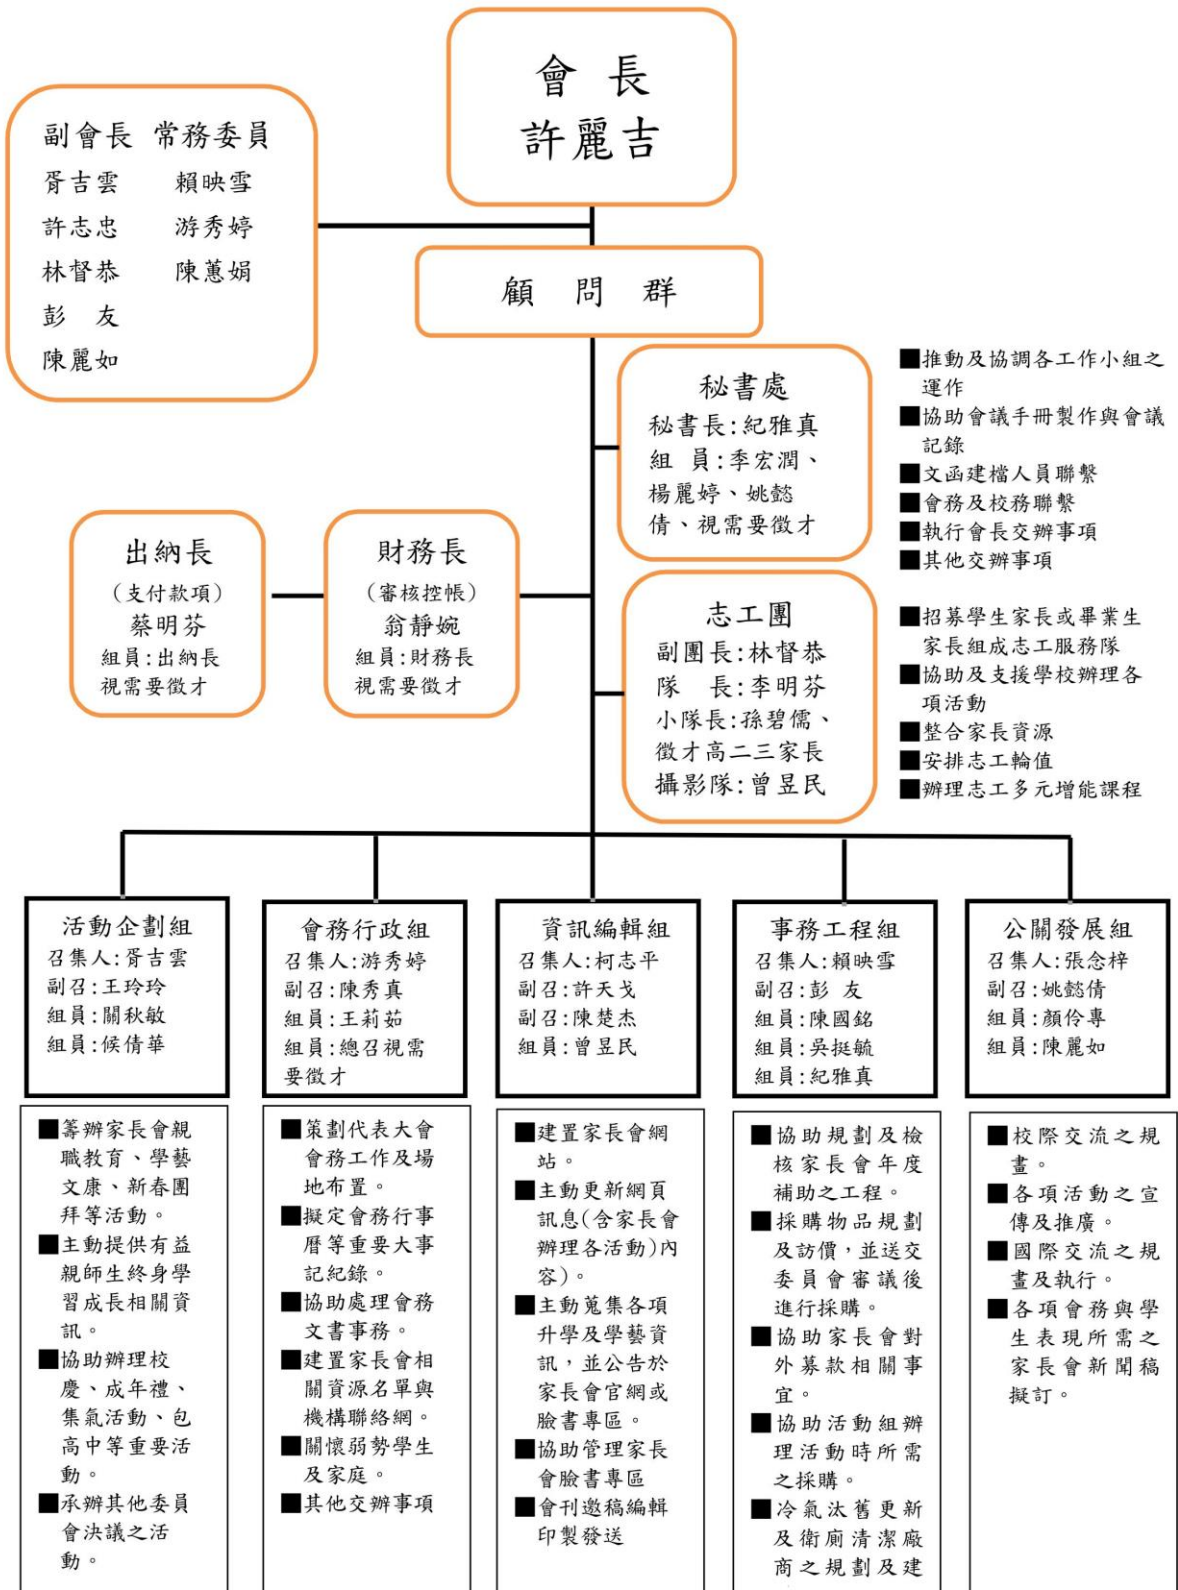 會 長
許麗吉
副會長 常務委員
胥吉雲 賴映雪
許志忠 游秀婷
林督恭 陳蕙娟
彭 友
陳麗如
顧 問 群
秘書處
秘書長:紀雅真
組 員:季宏潤、
楊麗婷、姚懿
倩、視需要徵才
■推動及協調各工作小組之
運作
■協助會議手冊製作與會議
記錄
■文函建檔人員聯繫
■會務及校務聯繫
■執行會長交辦事項
■其他交辦事項
出納長
(支付款項)
蔡明芬
組員:出納長
視需要徵才
財務長
(審核控帳)
翁靜婉
組員:財務長
視需要徵才
志工團
副團長:林督恭
隊 長:李明芬
小隊長:孫碧儒、
徵才高二三家長
攝影隊:曾昱民
■招募學生家長或畢業生
家長組成志工服務隊
■協助及支援學校辦理各
項活動
■整合家長資源
■安排志工輪值
■辦理志工多元增能課程
活動企劃組
召集人:胥吉雲
副召:王玲玲
組員:關秋敏
組員:候倩華
會務行政組
召集人:游秀婷
副召:陳秀真
組員:王莉茹
組員:總召視需
要徵才
資訊編輯組
召集人:柯志平
副召:許天戈
副召:陳楚杰
組員:曾昱民
事務工程組
召集人:賴映雪
副召:彭 友
組員:陳國銘
組員:吳挺毓
組員:紀雅真
公關發展組
召集人:張念梓
副召:姚懿倩
組員:顏伶專
組員:陳麗如
■籌辦家長會親
職教育、學藝
文康、新春團
拜等活動。
■主動提供有益
親師生終身學
習成長相關資
訊。
■協助辦理校
慶、成年禮、
集氣活動、包
高中等重要活
動。
■承辦其他委員
會決議之活
動。
■策劃代表大會
會務工作及場
地布置。
■擬定會務行事
曆等重要大事
記紀錄。
■協助處理會務
文書事務。
■建置家長會相
關資源名單與
機構聯絡網。
■關懷弱勢學生
及家庭。
■其他交辦事項
■建置家長會網
站。
■主動更新網頁
訊息(含家長會
辦理各活動)內
容)。
■主動蒐集各項
升學及學藝資
訊,並公告於
家長會官網或
臉書專區。
■協助管理家長
會臉書專區
■會刊邀稿編輯
印製發送
■協助規劃及檢
核家長會年度
補助之工程。
■採購物品規劃
及訪價,並送交
委員會審議後
進行採購。
■協助家長會對
外募款相關事
宜。
■協助活動組辦
理活動時所需
之採購。
■冷氣汰舊更新
及衛廁清潔廠
商之規劃及建
■校際交流之規
畫。
■各項活動之宣
傳及推廣。
■國際交流之規
畫及執行。
■各項會務與學
生表現所需之
家長會新聞稿
擬訂。